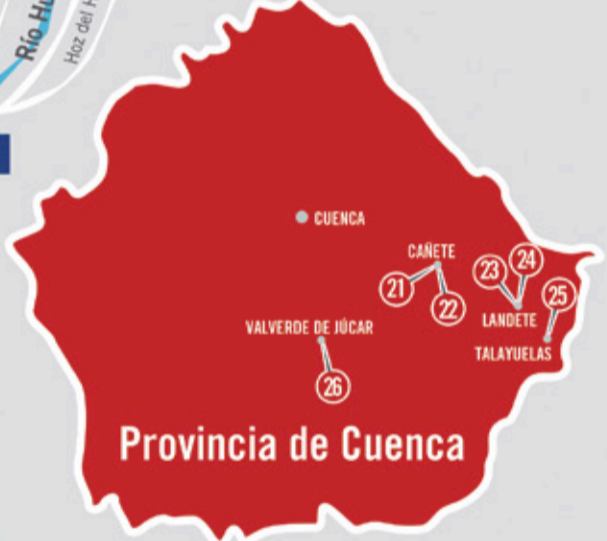 Río Hu
Hoz del H
CUENCA
CAÑETE
21
22
23
24
25
LANDETE
TALAYUELAS
VALVERDE DE JÚCAR
26
Provincia de Cuenca